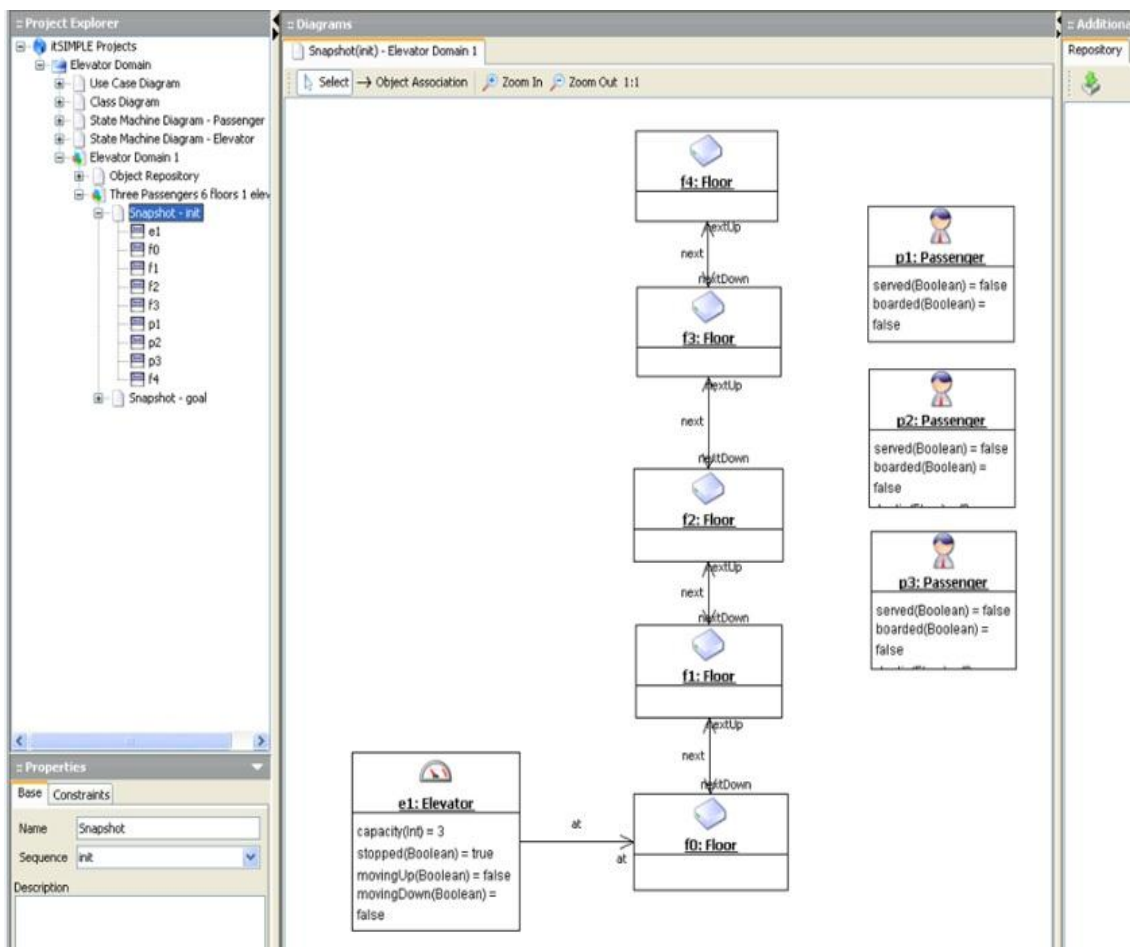 :: Project Explorer
itSIMPLE Projects
Elevator Domain
Use Case Diagram
Class Diagram
State Machine Diagram - Passenger
State Machine Diagram - Elevator
Elevator Domain 1
Object Repository
Three Passengers 6 floors 1 elev
Snapshot - init
e1
f0
f1
f2
f3
p1
p2
p3
f4
Snapshot - goal
:: Properties
Base Constraints
Name Snapshot
Sequence init
Description
:: Diagrams
Snapshot(init) - Elevator Domain 1
Select Object Association Zoom In Zoom Out 1:1
f4: Floor
nextUp
next
nextDown
f3: Floor
nextUp
next
nextDown
f2: Floor
nextUp
next
nextDown
f1: Floor
nextUp
next
nextDown
f0: Floor
e1: Elevator
capacity(Int) = 3
stopped(Boolean) = true
movingUp(Boolean) = false
movingDown(Boolean) =
false
at
at
p1: Passenger
served(Boolean) = false
boarded(Boolean) =
false
p2: Passenger
served(Boolean) = false
boarded(Boolean) =
false
p3: Passenger
served(Boolean) = false
boarded(Boolean) =
false
:: Additiona
Repository